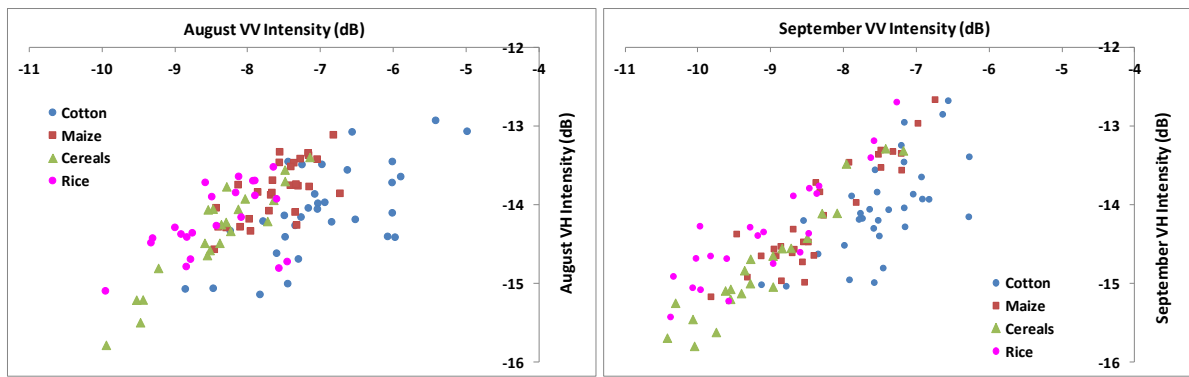 August VV Intensity (dB)
-11 -10 -9 -8 -7 -6 -5 -4
-12
-13
-14
-15
-16
August VH Intensity (dB)
Cotton
Maize
Cereals
Rice
September VV Intensity (dB)
-11 -10 -9 -8 -7 -6 -5 -4
-12
-13
-14
-15
-16
September VH Intensity (dB)
Cotton
Maize
Cereals
Rice